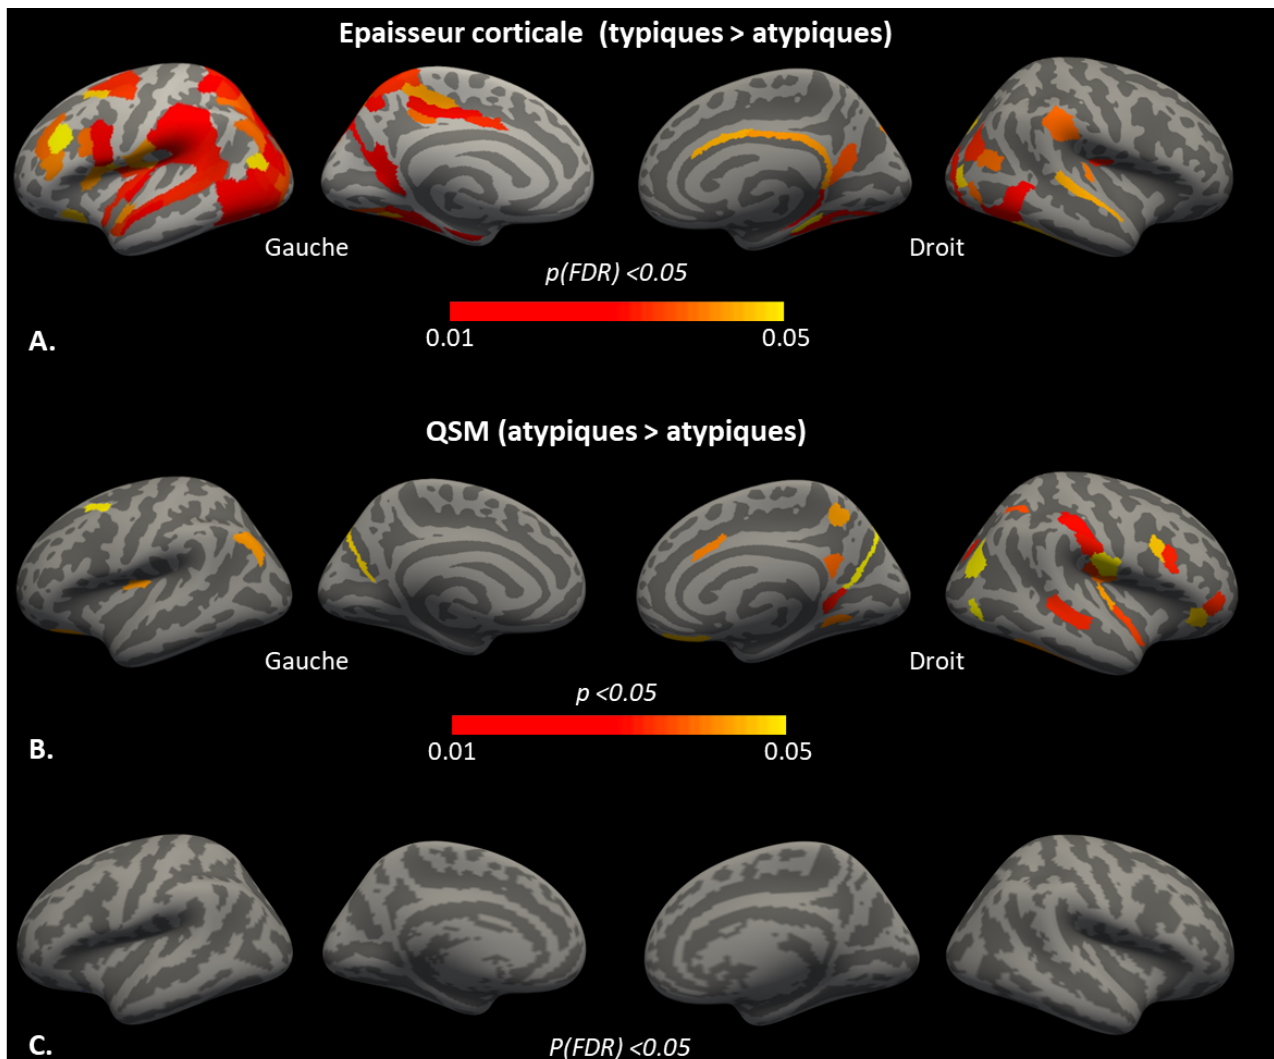 Epaisseur corticale (typiques > atypiques)
Gauche
Droit
p(FDR) <0.05
0.01
0.05
A.
QSM (atypiques > atypiques)
Gauche
Droit
p <0.05
0.01
0.05
B.
C.
P(FDR) <0.05